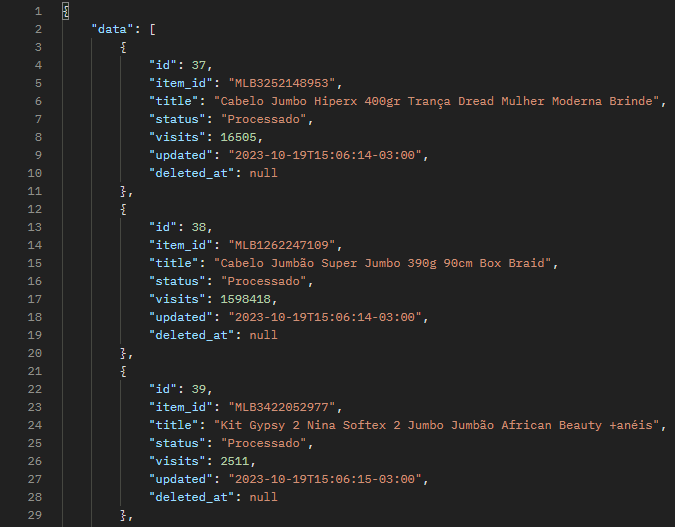 1 {
2 "data": [
3 {
4 "id": 37,
5 "item_id": "MLB3252148953",
6 "title": "Cabelo Jumbo Hiperx 400gr Trança Dread Mulher Moderna Brinde",
7 "status": "Processado",
8 "visits": 16505,
9 "updated": "2023-10-19T15:06:14-03:00",
10 "deleted_at": null
11 },
12 {
13 "id": 38,
14 "item_id": "MLB1262247109",
15 "title": "Cabelo Jumbão Super Jumbo 390g 90cm Box Braid",
16 "status": "Processado",
17 "visits": 1598418,
18 "updated": "2023-10-19T15:06:14-03:00",
19 "deleted_at": null
20 },
21 {
22 "id": 39,
23 "item_id": "MLB3422052977",
24 "title": "Kit Gypsy 2 Nina Softex 2 Jumbo Jumbão African Beauty +anéis",
25 "status": "Processado",
26 "visits": 2511,
27 "updated": "2023-10-19T15:06:15-03:00",
28 "deleted_at": null
29 },